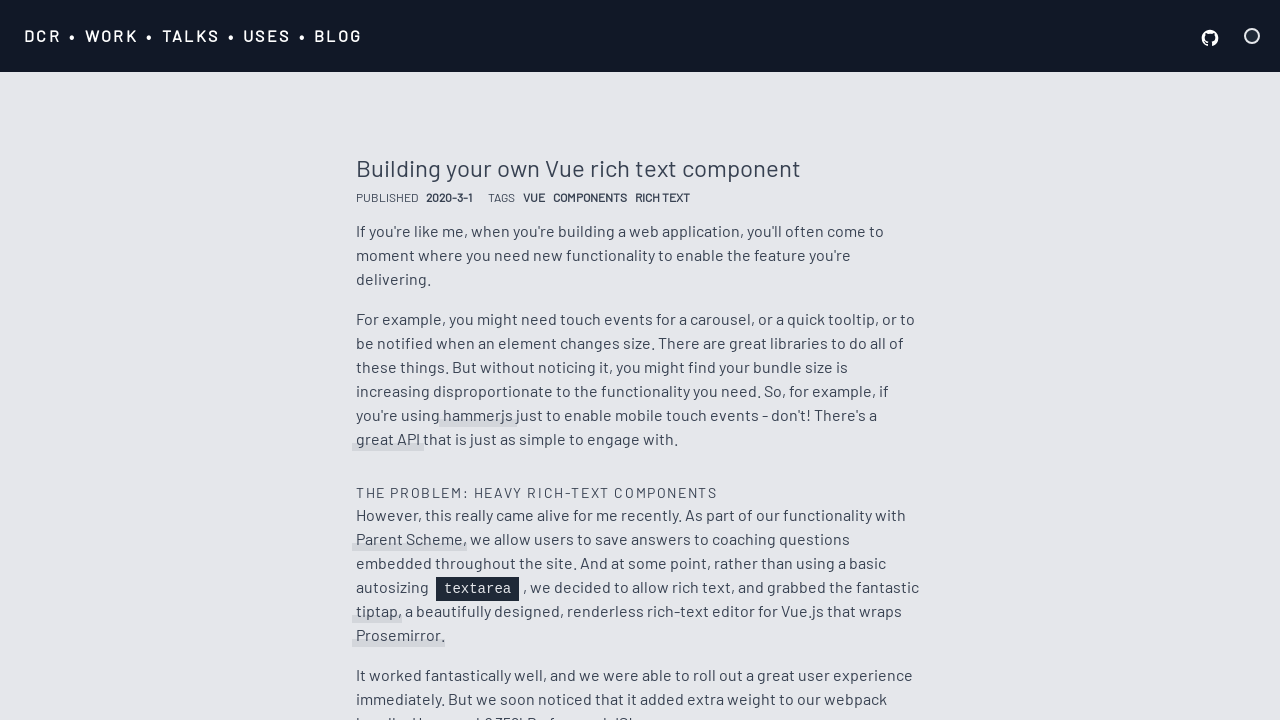 DCR • WORK • TALKS • USES • BLOG
Building your own Vue rich text component
PUBLISHED 2020-3-1 TAGS VUE COMPONENTS RICH TEXT
If you're like me, when you're building a web application, you'll often come to
moment where you need new functionality to enable the feature you're
delivering.
For example, you might need touch events for a carousel, or a quick tooltip, or to
be notified when an element changes size. There are great libraries to do all of
these things. But without noticing it, you might find your bundle size is
increasing disproportionate to the functionality you need. So, for example, if
you're using hammerjs just to enable mobile touch events - don't! There's a
great API that is just as simple to engage with.
THE PROBLEM: HEAVY RICH-TEXT COMPONENTS
However, this really came alive for me recently. As part of our functionality with
Parent Scheme, we allow users to save answers to coaching questions
embedded throughout the site. And at some point, rather than using a basic
autosizing textarea , we decided to allow rich text, and grabbed the fantastic
tiptap, a beautifully designed, renderless rich-text editor for Vue.js that wraps
Prosemirror.
It worked fantastically well, and we were able to roll out a great user experience
immediately. But we soon noticed that it added extra weight to our webpack